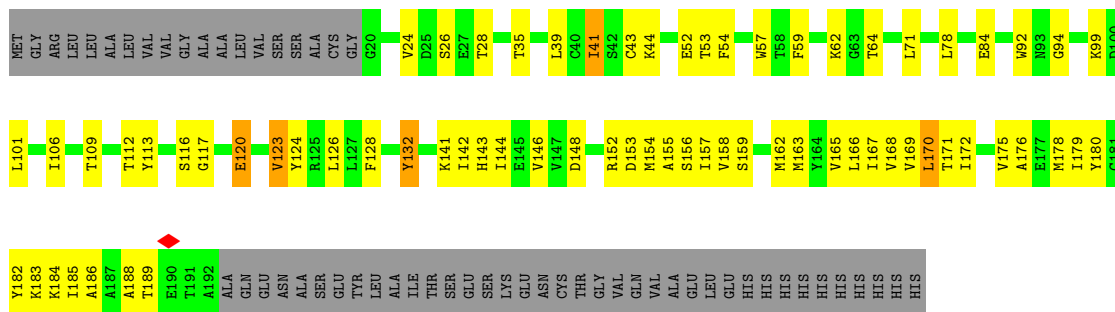 MET GLY ARG LEU LEU ALA ALA LEU VAL VAL GLY ALA ALA LEU VAL SER SER ALA CYS GLY G20 V24 D25 S26 E27 T28 T35 L39 C40 I41 S42 C43 K44 E52 T53 F54 W57 T58 F59 K62 G63 T64 L71 L78 E84 W92 N93 G94 K99 D100
L101 I106 T109 T112 Y113 S116 G117 E120 V123 Y124 R125 L126 L127 F128 Y132 K141 I142 H143 I144 E145 V146 V147 D148 R152 D153 M154 A155 S156 I157 V158 S159 M162 M163 Y164 V165 L166 I167 V168 V169 L170 T171 I172 V175 A176 E177 M178 I179 Y180 C181
Y182 K183 K184 I185 A186 A187 A188 T189 E190 T191 A192 ALA GLN GLU ASN ALA SER GLU TYR LEU ALA ILE THR SER GLU SER LYS GLU ASN CYS THR GLY VAL GLN VAL ALA GLU LEU GLU HIS HIS HIS HIS HIS HIS HIS HIS HIS HIS